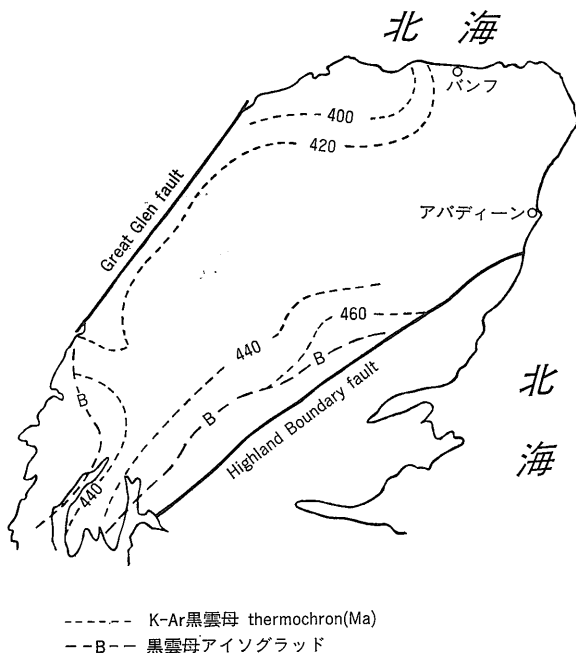 北 海
バンフ
400
420
Great Glen fault
アバディーン
460
440
B
B
Highland Boundary fault
B
440
北
海
K-Ar黒雲母 thermochron(Ma)
B 黒雲母アイソグラッド